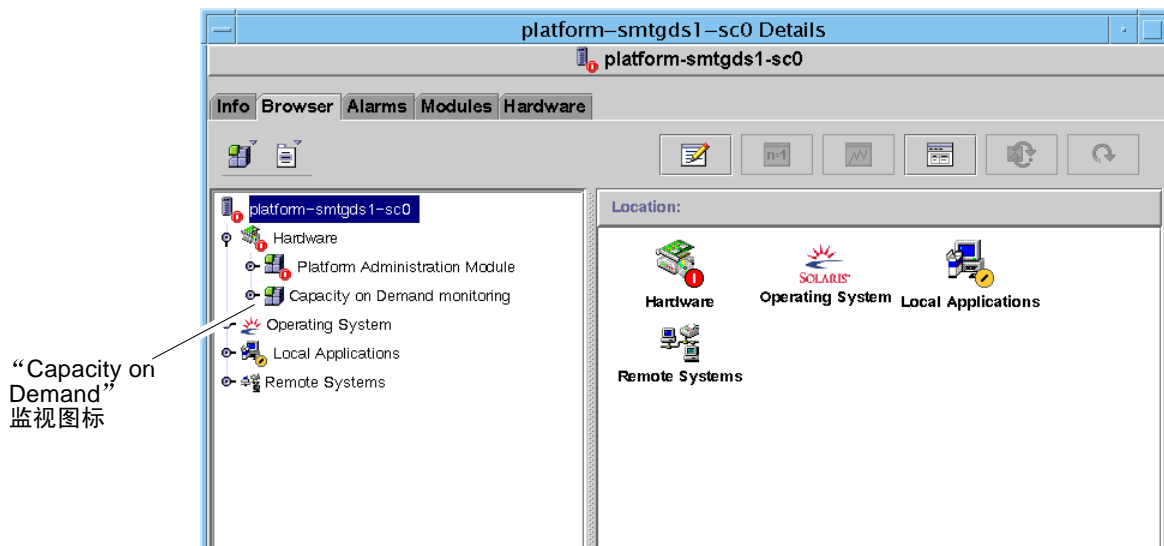 platform–smtgds1–sc0 Details
platform-smtgds1-sc0
Info Browser Alarms Modules Hardware
n=1
platform–smtgds1–sc0
Hardware
Platform Administration Module
Capacity on Demand monitoring
Operating System
Local Applications
Remote Systems
Location:
Hardware
SOLARIS
Operating System
Local Applications
Remote Systems
“Capacity on
Demand”
监视图标